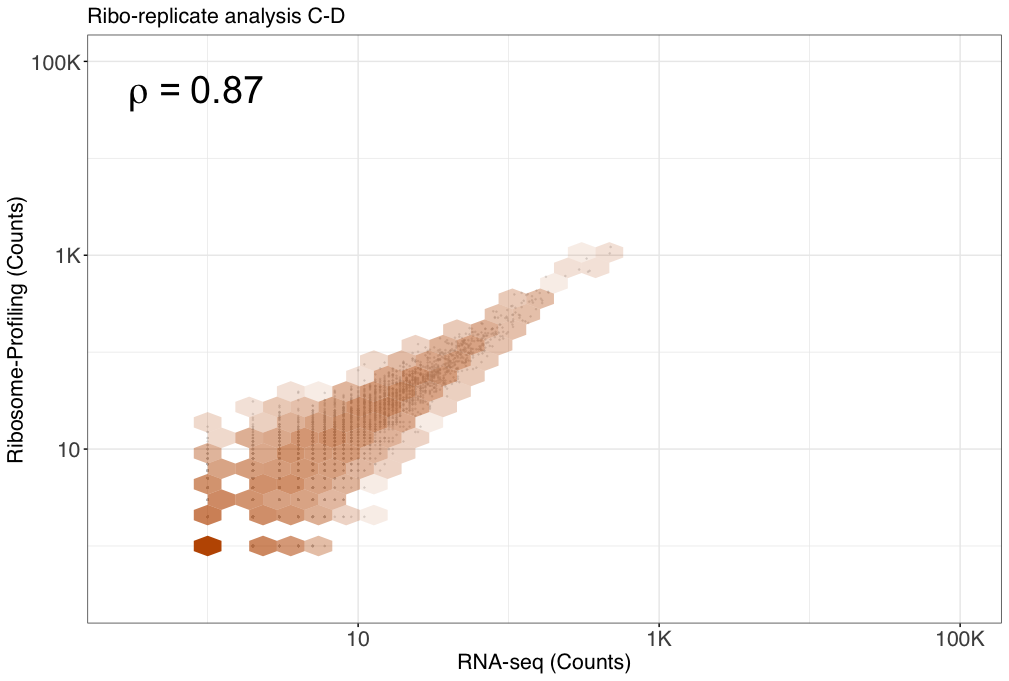 Ribo-replicate analysis C-D
100K
ρ = 0.87
1K
10
Ribosome-Profiling (Counts)
10
1K
100K
RNA-seq (Counts)